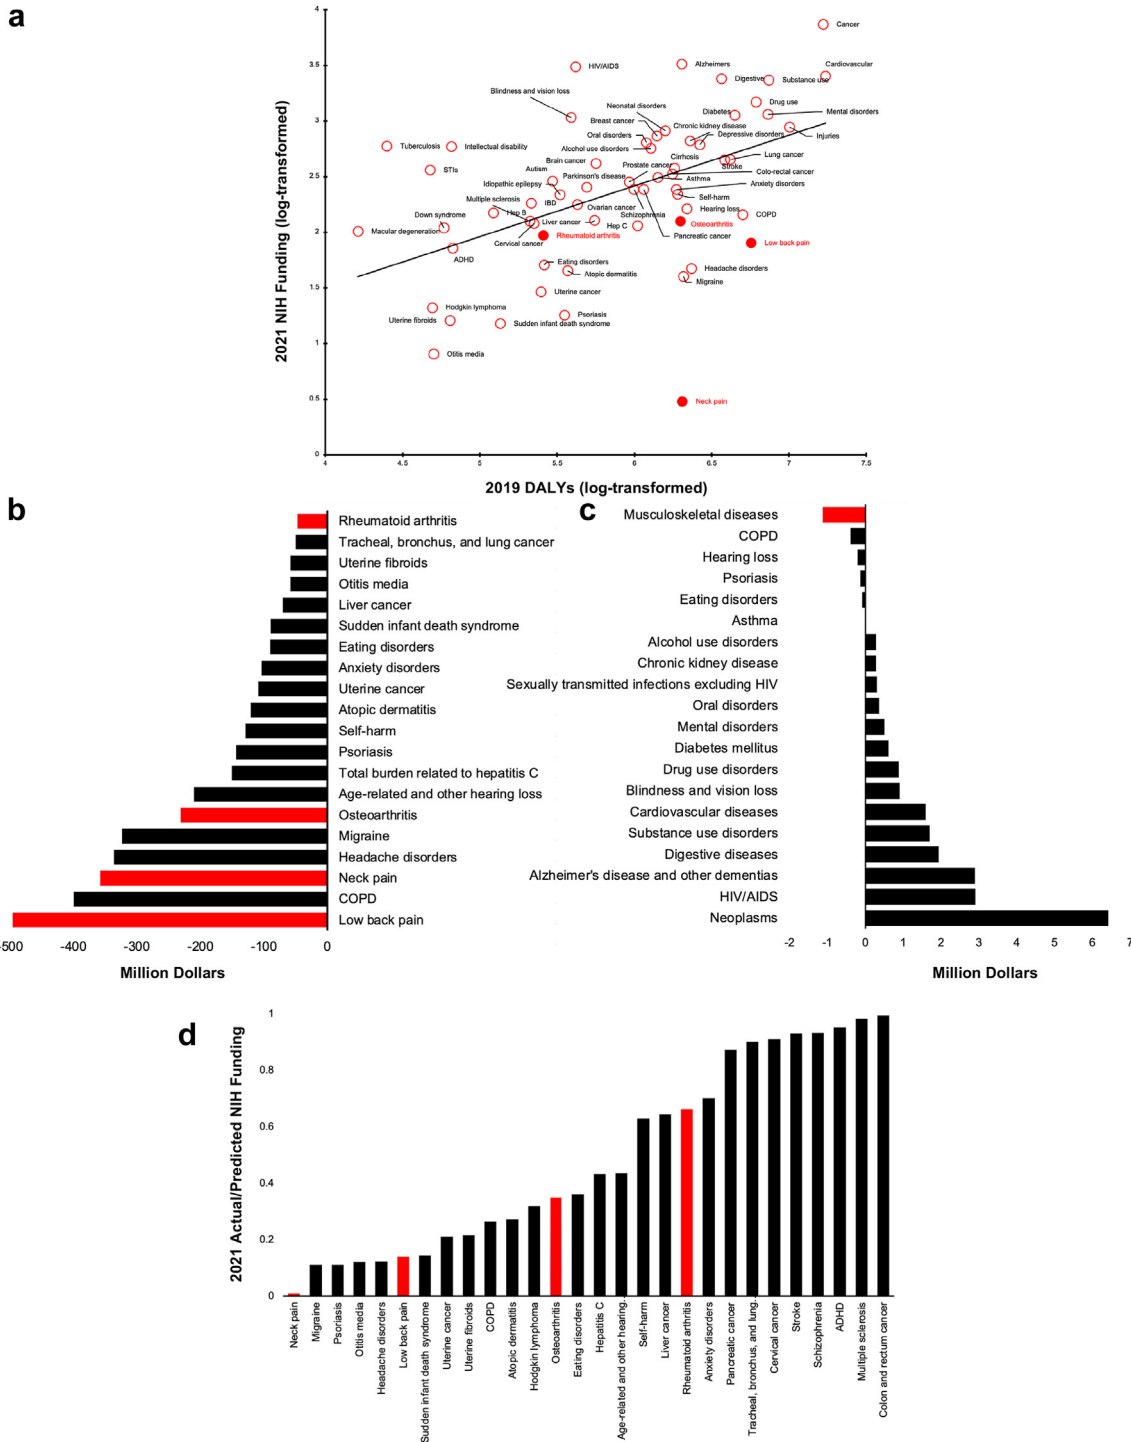 a
4
3.5
3
2.5
2
1.5
1
0.5
0
4
4.5
5
5.5
6
6.5
7
7.5
2021 NIH Funding (log-transformed)
2019 DALYs (log-transformed)
Cancer
HIV/AIDS
Alzheimers
Cardiovascular
Digestive
Substance use
Blindness and vision loss
Neonatal disorders
Drug use
Breast cancer
Diabetes
Mental disorders
Chronic kidney disease
Oral disorders
Depressive disorders
Injuries
Tuberculosis
Intellectual disability
Alcohol use disorders
Brain cancer
Cirrhosis
Lung cancer
Prostate cancer
Stroke
STIs
Autism
Parkinson's disease
Colo-rectal cancer
Asthma
Idiopathic epilepsy
Anxiety disorders
Multiple sclerosis
IBD
Ovarian cancer
Self-harm
Down syndrome
Hep B
Schizophrenia
Hearing loss
COPD
Liver cancer
Hep C
Osteoarthritis
Macular degeneration
Cervical cancer
Rheumatoid arthritis
Pancreatic cancer
Low back pain
ADHD
Eating disorders
Atopic dermatitis
Headache disorders
Migraine
Uterine cancer
Hodgkin lymphoma
Psoriasis
Uterine fibroids
Sudden infant death syndrome
Otitis media
Neck pain
b
Rheumatoid arthritis
Tracheal, bronchus, and lung cancer
Uterine fibroids
Otitis media
Liver cancer
Sudden infant death syndrome
Eating disorders
Anxiety disorders
Uterine cancer
Atopic dermatitis
Self-harm
Psoriasis
Total burden related to hepatitis C
Age-related and other hearing loss
Osteoarthritis
Migraine
Headache disorders
Neck pain
COPD
Low back pain
-500 -400 -300 -200 -100 0
Million Dollars
c
Musculoskeletal diseases
COPD
Hearing loss
Psoriasis
Eating disorders
Asthma
Alcohol use disorders
Chronic kidney disease
Sexually transmitted infections excluding HIV
Oral disorders
Mental disorders
Diabetes mellitus
Drug use disorders
Blindness and vision loss
Cardiovascular diseases
Substance use disorders
Digestive diseases
Alzheimer's disease and other dementias
HIV/AIDS
Neoplasms
-2 -1 0 1 2 3 4 5 6 7
Million Dollars
d
2021 Actual/Predicted NIH Funding
1
0.8
0.6
0.4
0.2
0
Neck pain
Migraine
Psoriasis
Otitis media
Headache disorders
Low back pain
Sudden infant death syndrome
Uterine cancer
Uterine fibroids
COPD
Atopic dermatitis
Hodgkin lymphoma
Osteoarthritis
Eating disorders
Hepatitis C
Age-related and other hearing...
Self-harm
Liver cancer
Rheumatoid arthritis
Anxiety disorders
Pancreatic cancer
Tracheal, bronchus, and lung...
Cervical cancer
Stroke
Schizophrenia
ADHD
Multiple sclerosis
Colon and rectum cancer